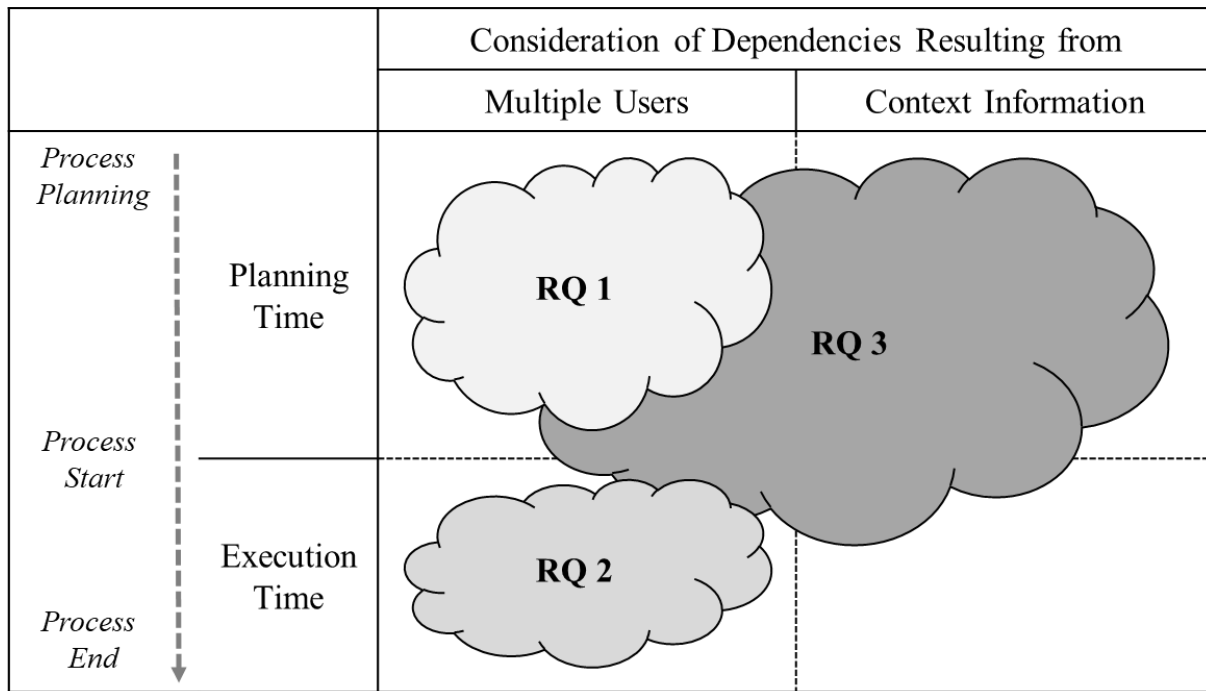 Consideration of Dependencies Resulting from
Multiple Users
Context Information
Process
Planning
Planning
Time
RQ 1
RQ 3
Process
Start
Execution
Time
RQ 2
Process
End